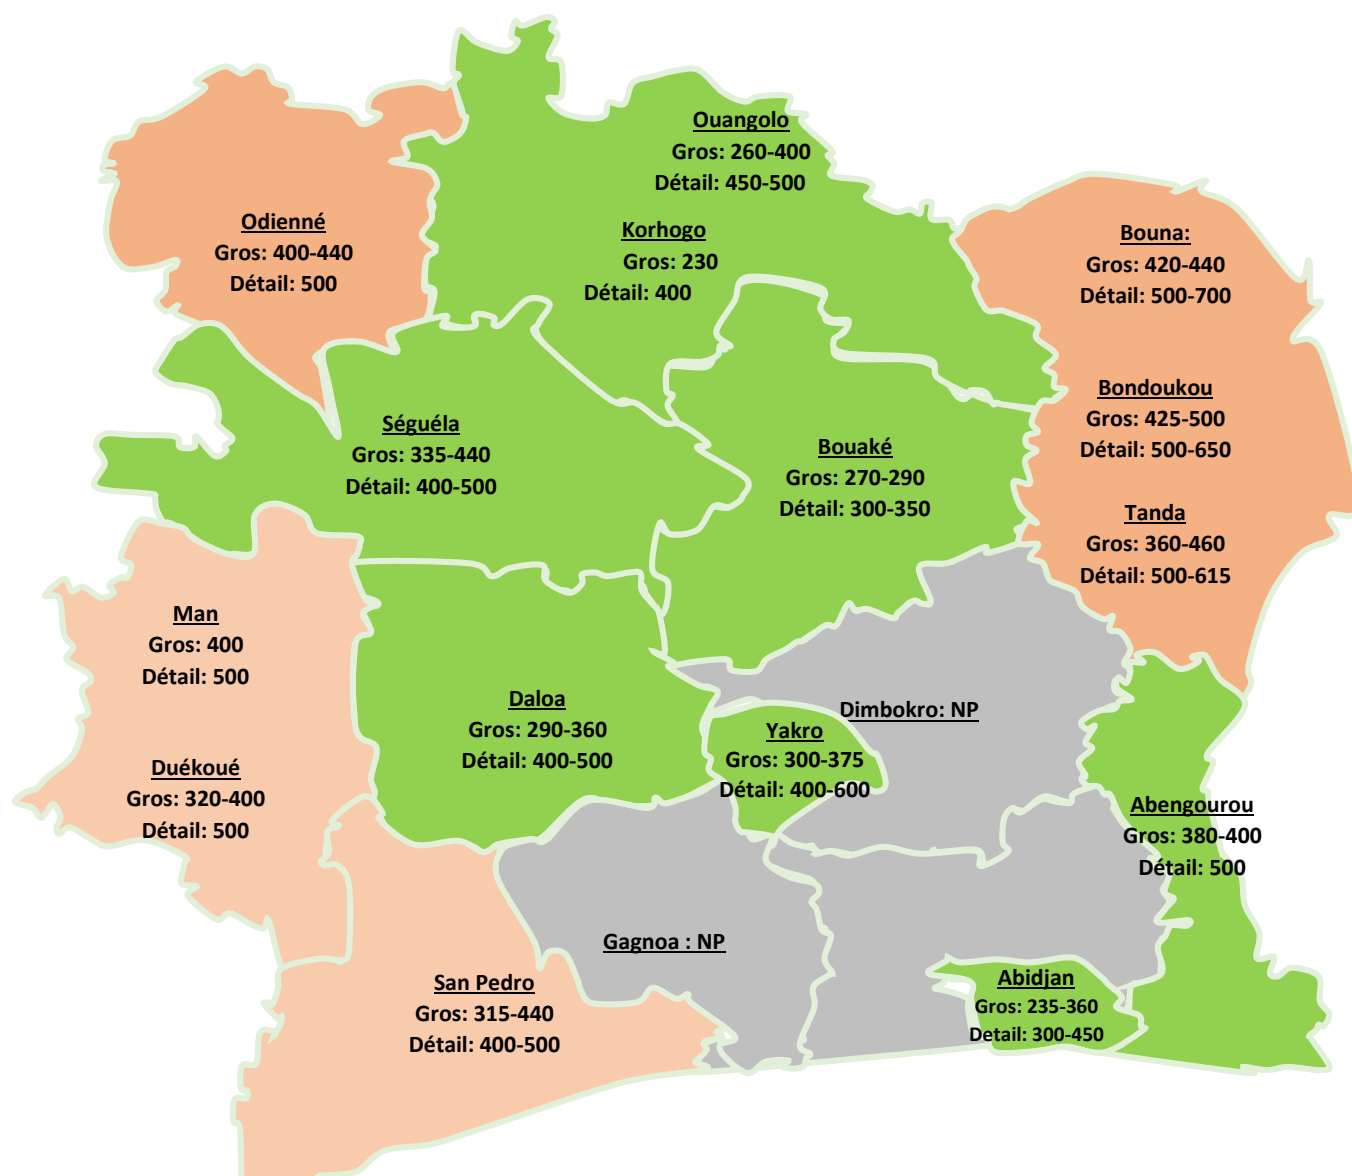 Ouangolo
Gros: 260-400
Détail: 450-500
Korhogo
Gros: 230
Détail: 400
Odienné
Gros: 400-440
Détail: 500
Bouna:
Gros: 420-440
Détail: 500-700
Bondoukou
Gros: 425-500
Détail: 500-650
Séguéla
Gros: 335-440
Détail: 400-500
Bouaké
Gros: 270-290
Détail: 300-350
Tanda
Gros: 360-460
Détail: 500-615
Man
Gros: 400
Détail: 500
Daloa
Gros: 290-360
Détail: 400-500
Dimbokro: NP
Yakro
Gros: 300-375
Détail: 400-600
Duékoué
Gros: 320-400
Détail: 500
Abengourou
Gros: 380-400
Détail: 500
Gagnoa : NP
San Pedro
Gros: 315-440
Détail: 400-500
Abidjan
Gros: 235-360
Detail: 300-450